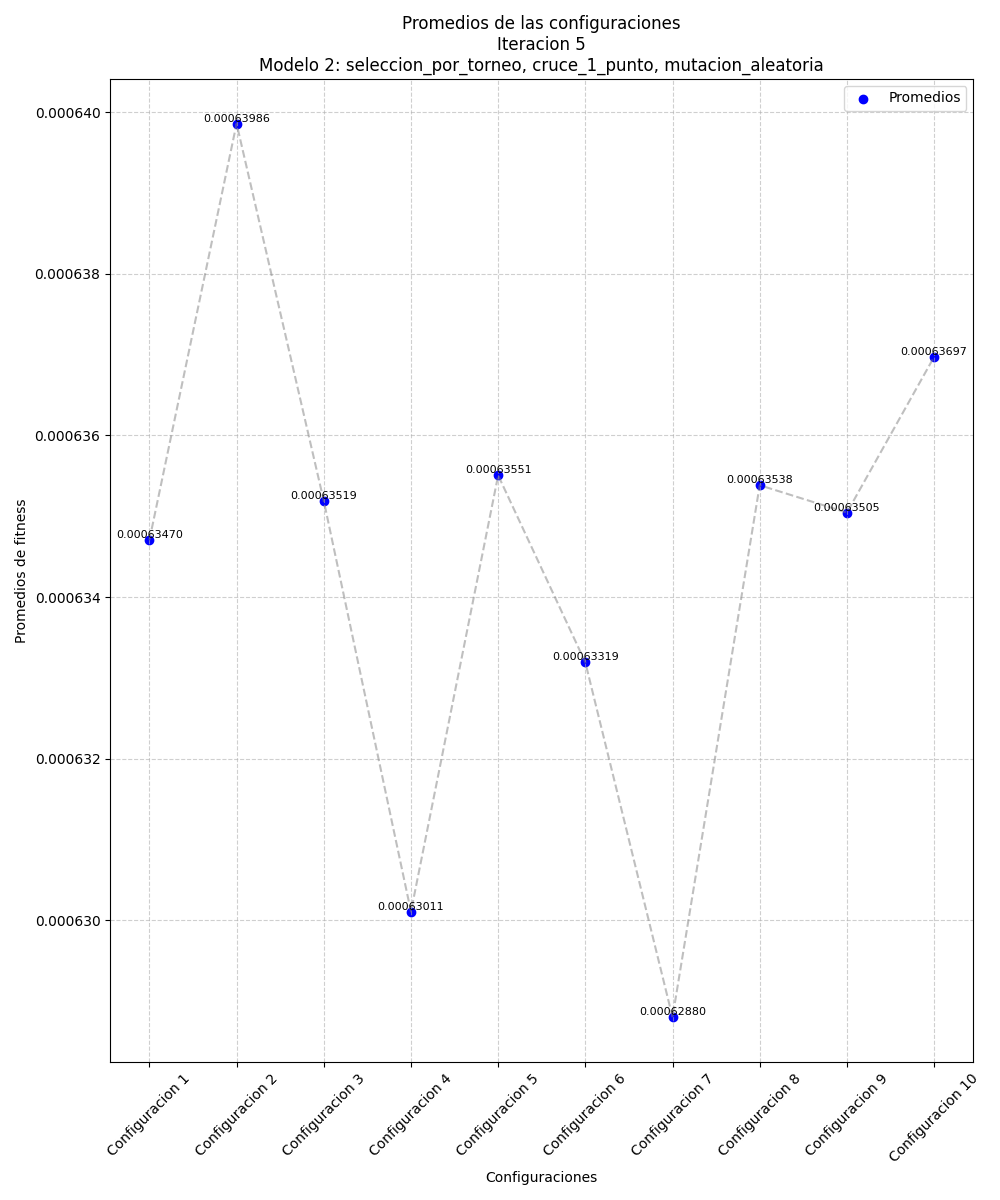 Promedios de las configuraciones
Iteracion 5
Modelo 2: seleccion_por_torneo, cruce_1_punto, mutacion_aleatoria
Promedios
0.000640
0.000638
0.000636
0.000634
0.000632
0.000630
Promedios de fitness
0.00063470
0.00063986
0.00063519
0.00063011
0.00063551
0.00063319
0.00062880
0.00063538
0.00063505
0.00063697
Configuracion 1
Configuracion 2
Configuracion 3
Configuracion 4
Configuracion 5
Configuracion 6
Configuracion 7
Configuracion 8
Configuracion 9
Configuracion 10
Configuraciones